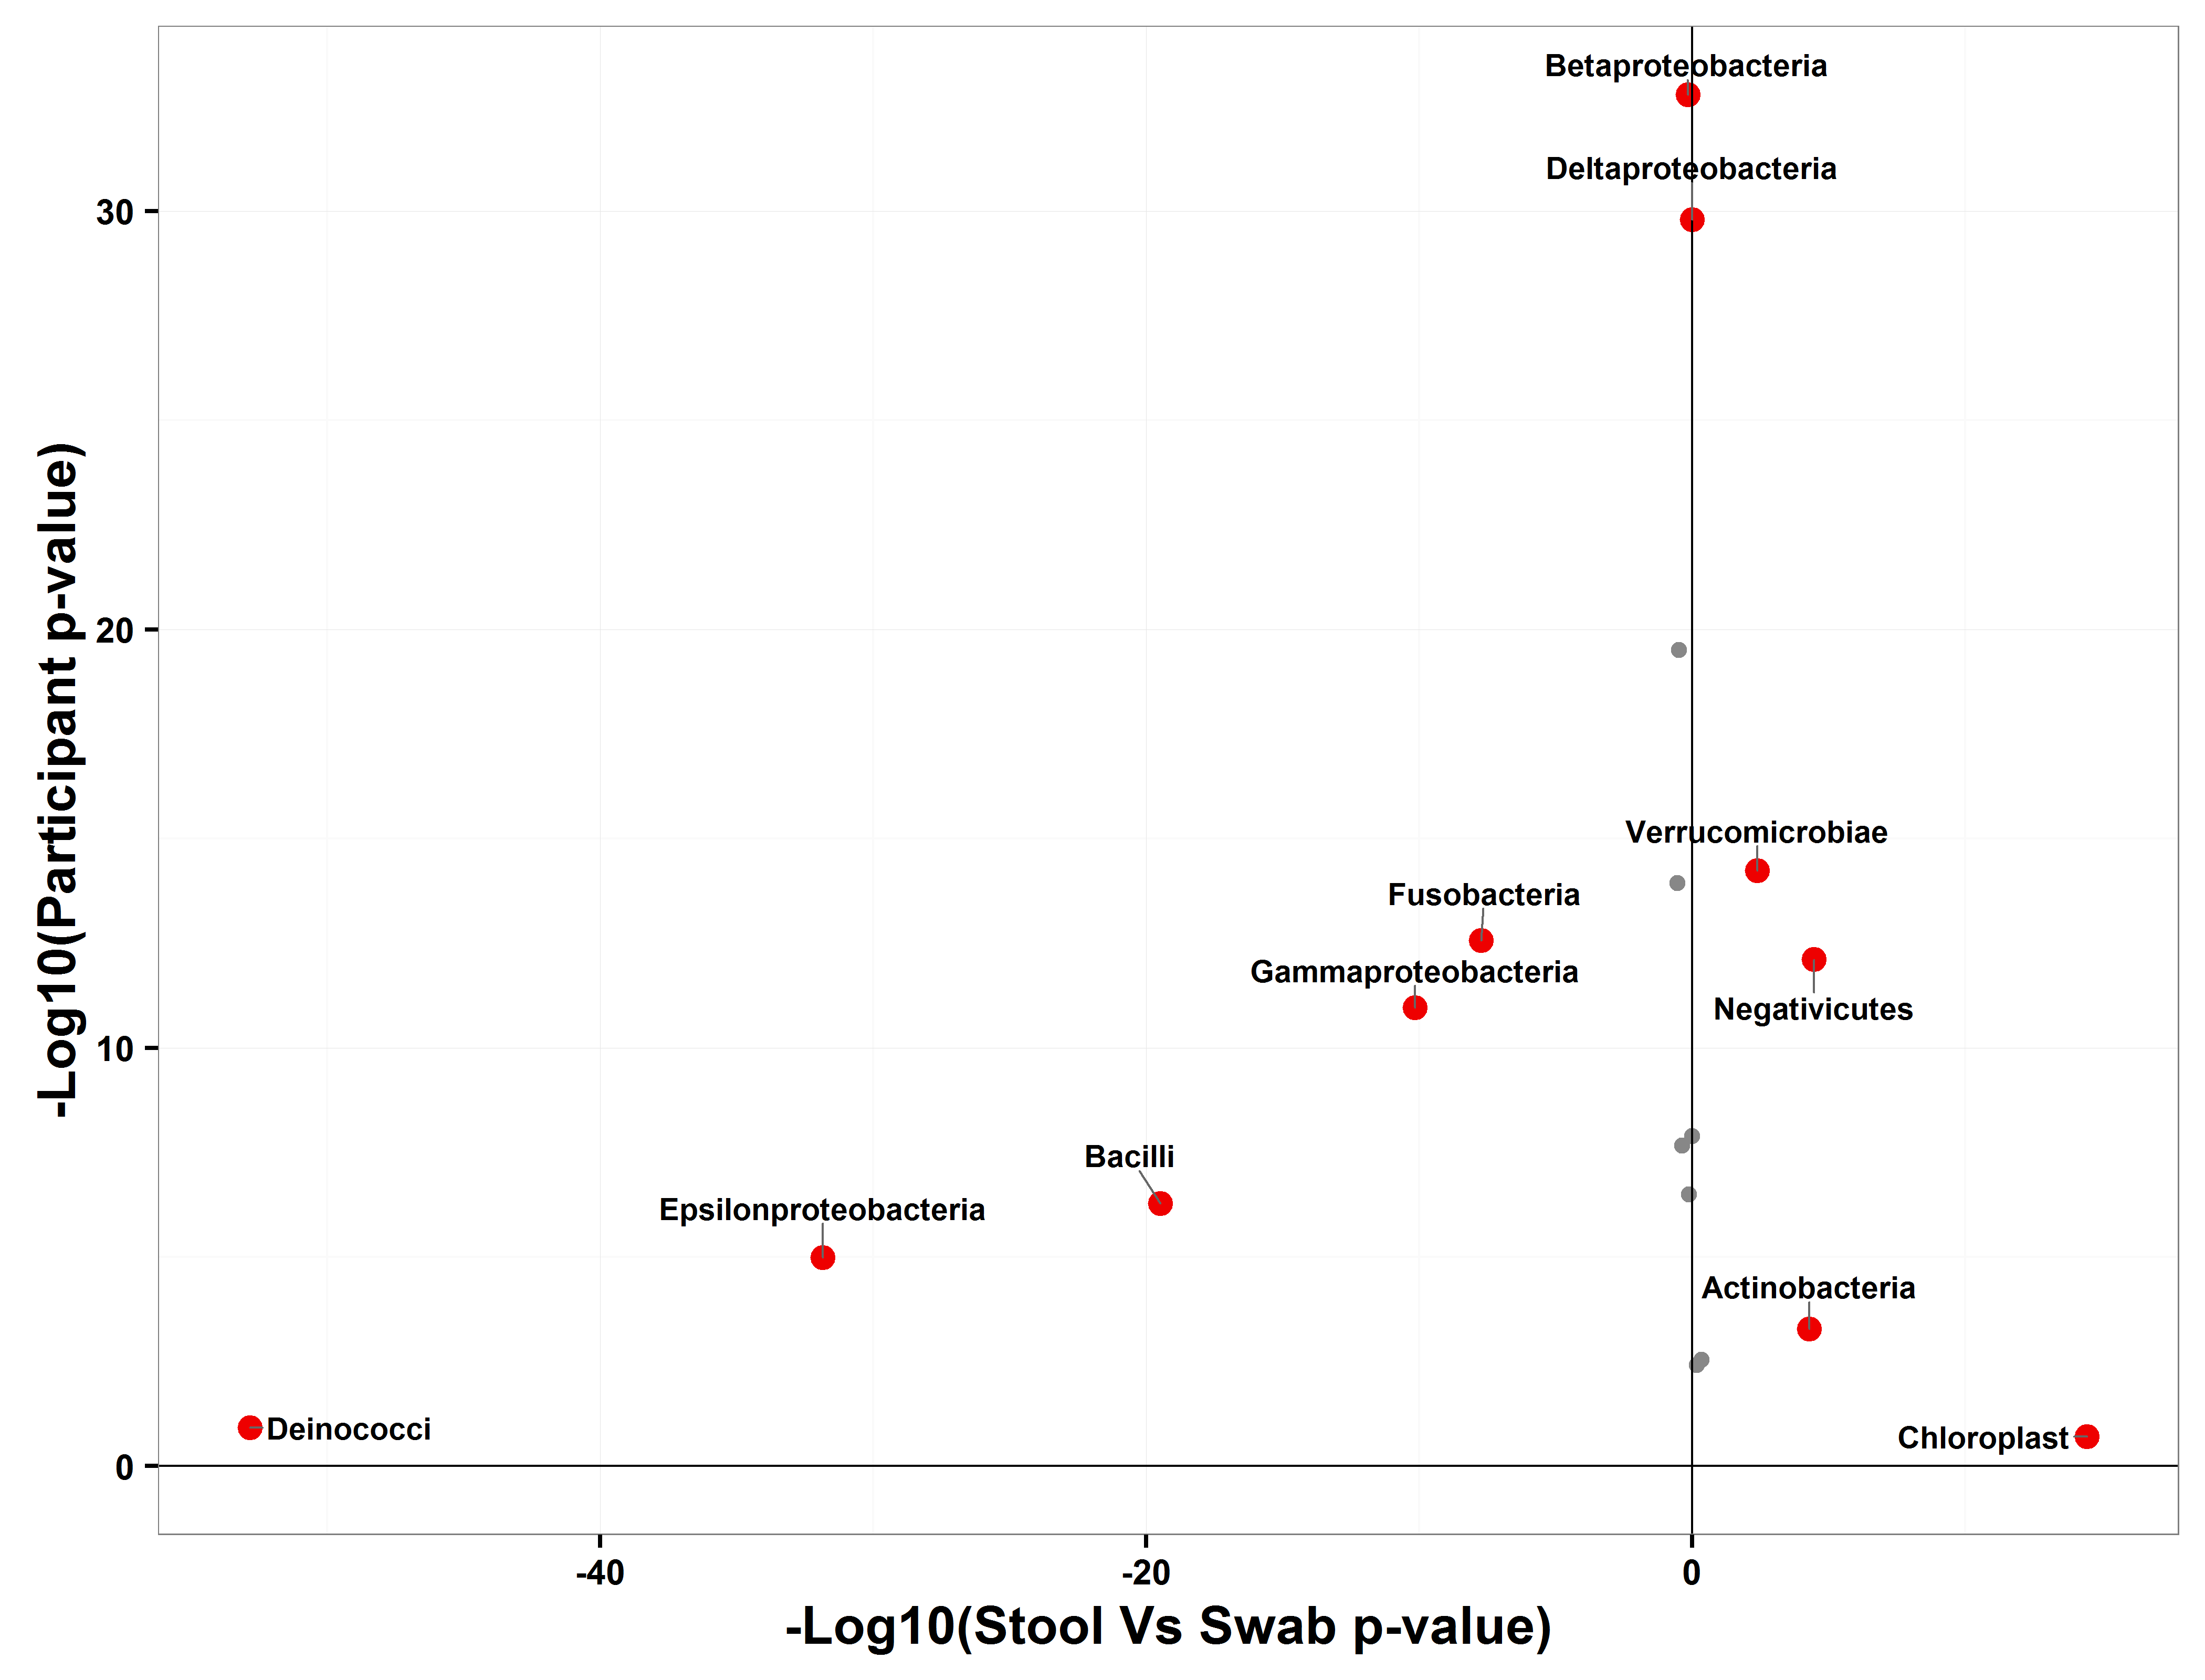 Betaproteobacteria
Deltaproteobacteria
30
20
Verrucomicrobiae
Fusobacteria
Gammaproteobacteria
Negativicutes
10
Bacilli
Epsilonproteobacteria
Actinobacteria
Deinococci
Chloroplast
0
-40
-20
0
-Log10(Stool Vs Swab p-value)
-Log10(Participant p-value)